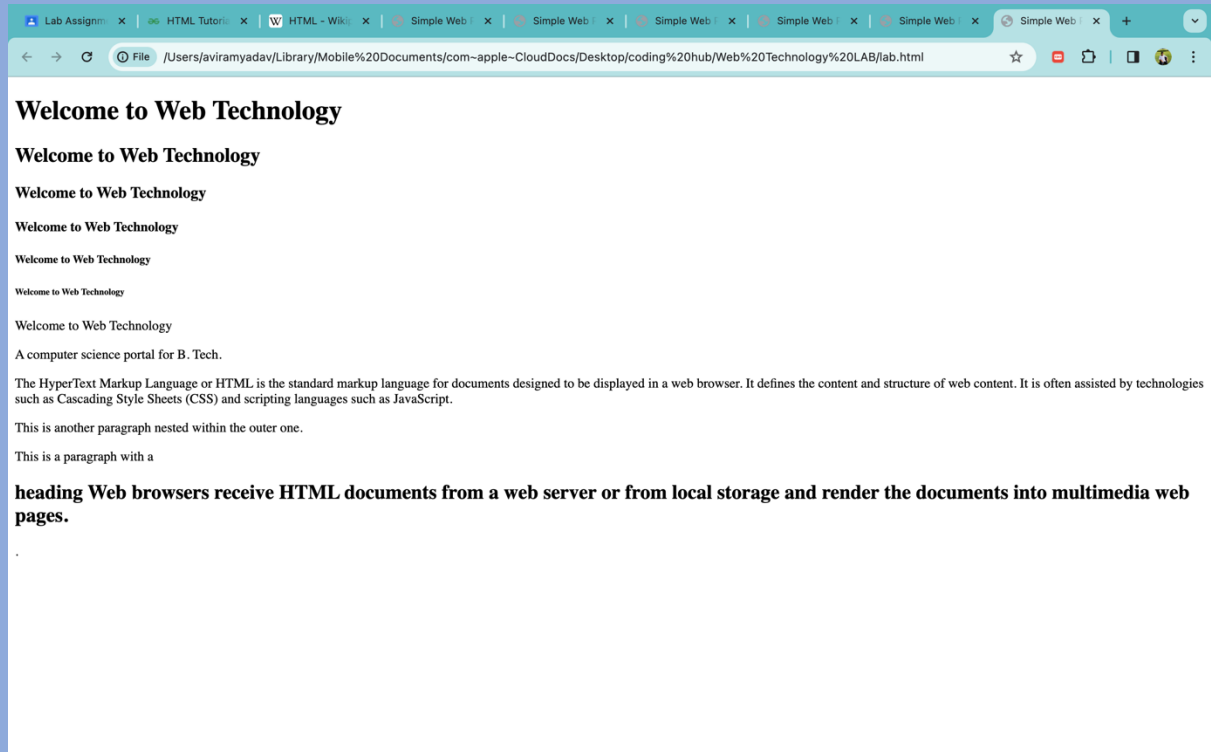 Lab Assignm
HTML Tutoria
W HTML - Wiki
Simple Web
Simple Web
Simple Web
Simple Web
Simple Web
Simple Web
File /Users/aviramyadav/Library/Mobile%20Documents/com~apple~CloudDocs/Desktop/coding%20hub/Web%20Technology%20LAB/lab.html
Welcome to Web Technology
Welcome to Web Technology
Welcome to Web Technology
Welcome to Web Technology
Welcome to Web Technology
Welcome to Web Technology
Welcome to Web Technology
A computer science portal for B. Tech.
The HyperText Markup Language or HTML is the standard markup language for documents designed to be displayed in a web browser. It defines the content and structure of web content. It is often assisted by technologies
such as Cascading Style Sheets (CSS) and scripting languages such as JavaScript.
This is another paragraph nested within the outer one.
This is a paragraph with a
heading Web browsers receive HTML documents from a web server or from local storage and render the documents into multimedia web
pages.
.